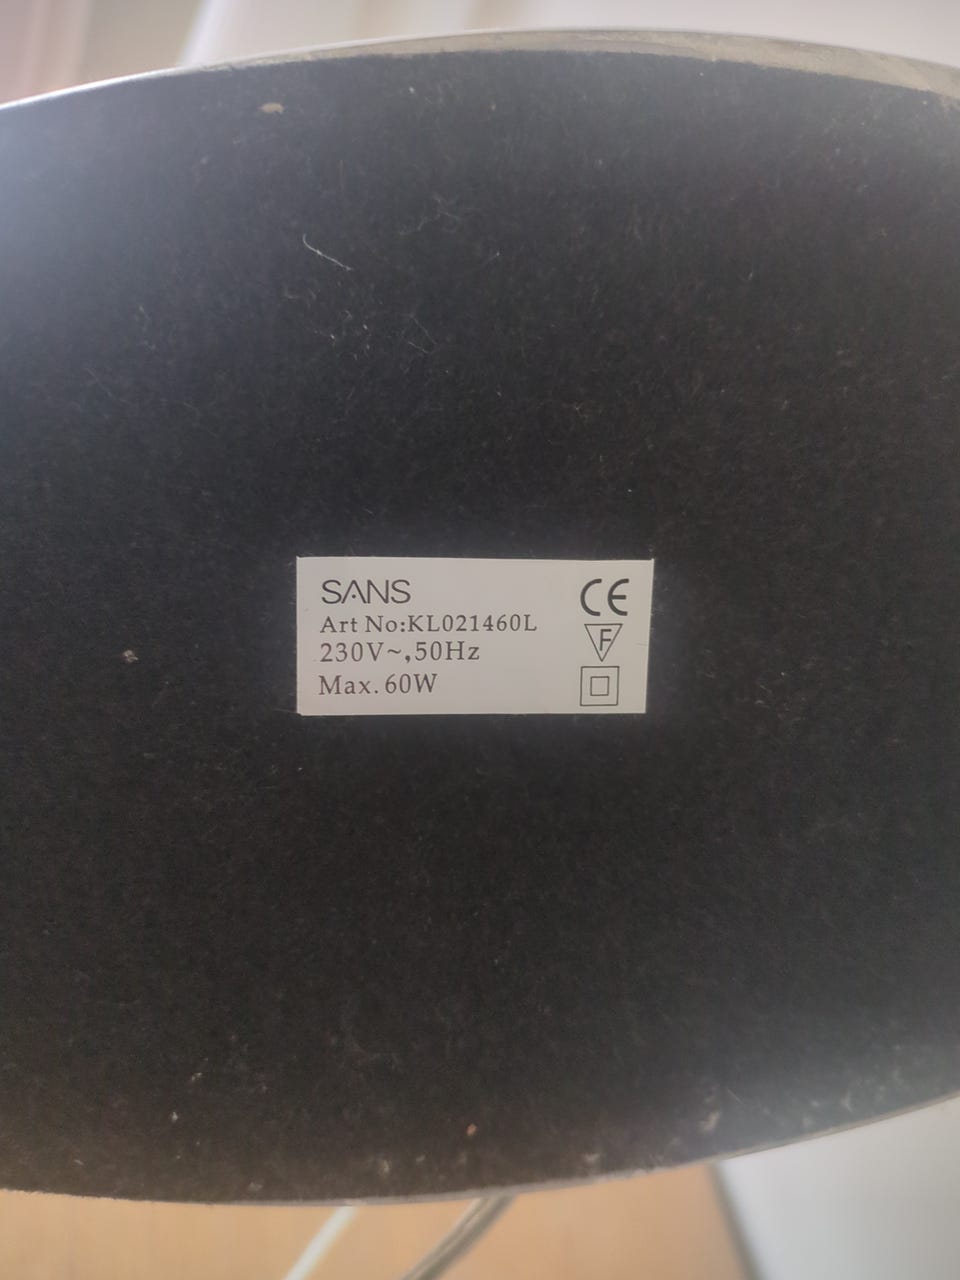 SANS
Art No:KL021460L
230V~,50Hz
Max. 60W
CE
F